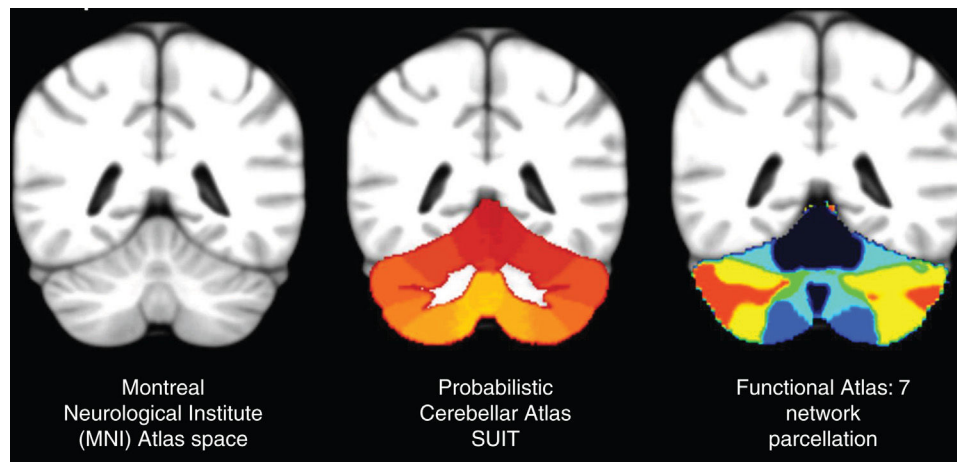 Montreal
Neurological Institute
(MNI) Atlas space
Probabilistic
Cerebellar Atlas
SUIT
Functional Atlas: 7
network
parcellation